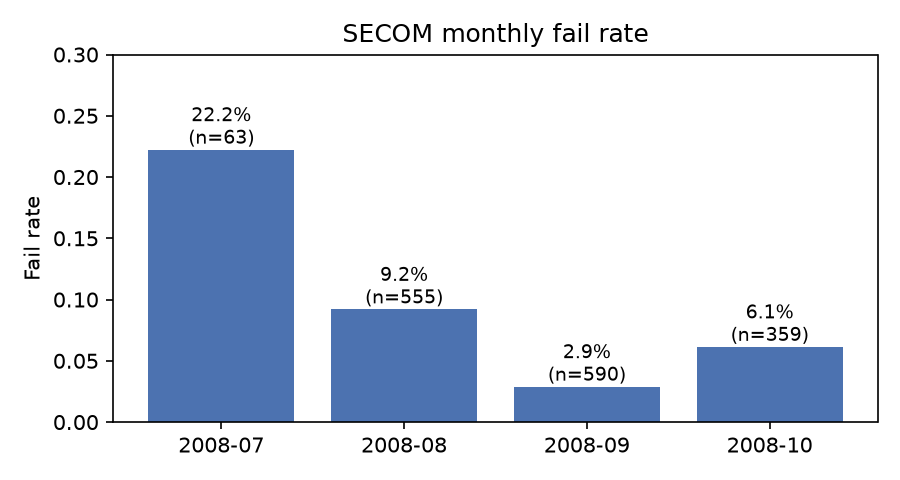 SECOM monthly fail rate
Fail rate
0.30
0.25
0.20
0.15
0.10
0.05
0.00
22.2%
(n=63)
9.2%
(n=555)
2.9%
(n=590)
6.1%
(n=359)
2008-07
2008-08
2008-09
2008-10